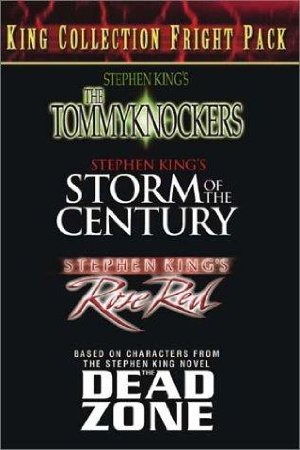 KING COLLECTION FRIGHT PACK
STEPHEN KING'S
THE
TOMMYKNOCKERS
STEPHEN KING'S
STORM OF THE
CENTURY
STEPHEN KING'S
Rose Red
BASED ON CHARACTERS FROM
THE STEPHEN KING NOVEL
THE
DEAD
ZONE